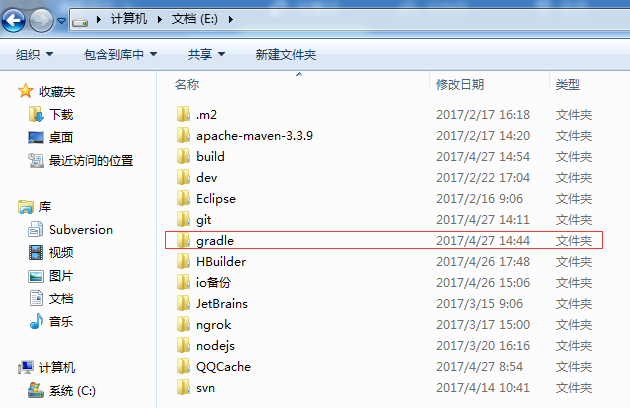 计算机 文档 (E:)
组织 包含到库中 共享 新建文件夹
收藏夹
下载
桌面
最近访问的位置
库
Subversion
视频
图片
文档
音乐
计算机
系统 (C:)
名称 修改日期 类型
.m2 2017/2/17 16:18 文件夹
apache-maven-3.3.9 2017/2/17 14:20 文件夹
build 2017/4/27 14:54 文件夹
dev 2017/2/22 17:04 文件夹
Eclipse 2017/2/16 9:06 文件夹
git 2017/4/27 14:11 文件夹
gradle 2017/4/27 14:44 文件夹
HBuilder 2017/4/26 17:48 文件夹
io备份 2017/4/26 15:06 文件夹
JetBrains 2017/3/15 9:06 文件夹
ngrok 2017/3/17 15:00 文件夹
nodejs 2017/3/20 16:16 文件夹
QQCache 2017/4/27 8:54 文件夹
svn 2017/4/14 10:41 文件夹